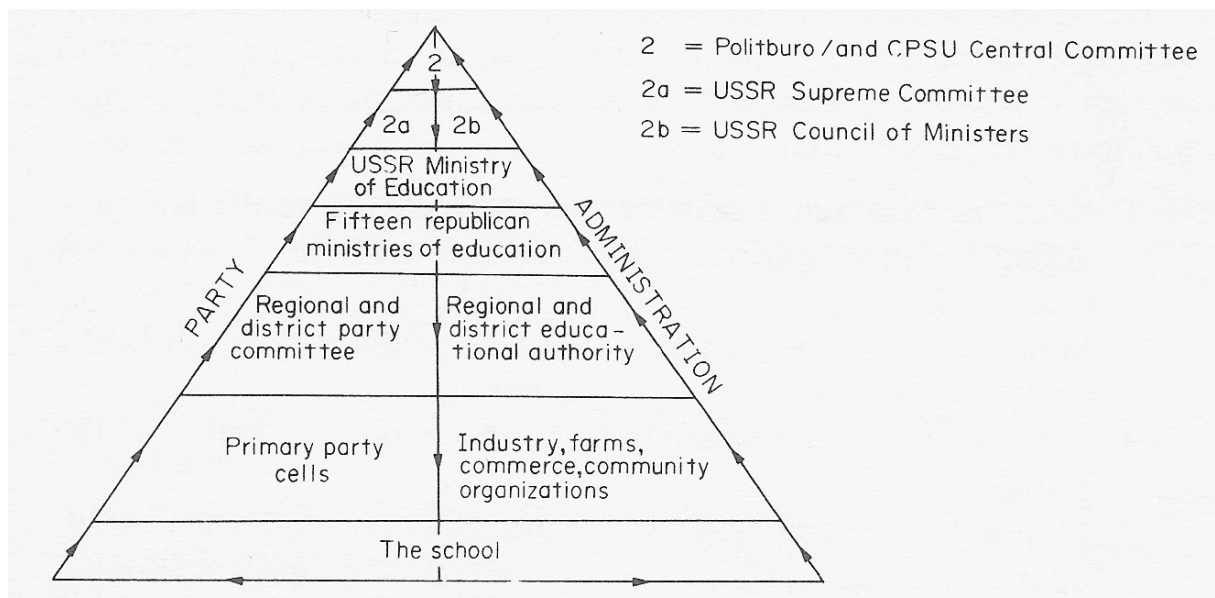 2 = Politburo/and CPSU Central Committee
2a = USSR Supreme Committee
2b = USSR Council of Ministers
2
2a 2b
USSR Ministry
of Education
Fifteen republican
ministries of education
PARTY
ADMINISTRATION
Regional and
district party
committee
Regional and
district educa-
tional authority
Primary party
cells
Industry, farms,
commerce, community
organizations
The school